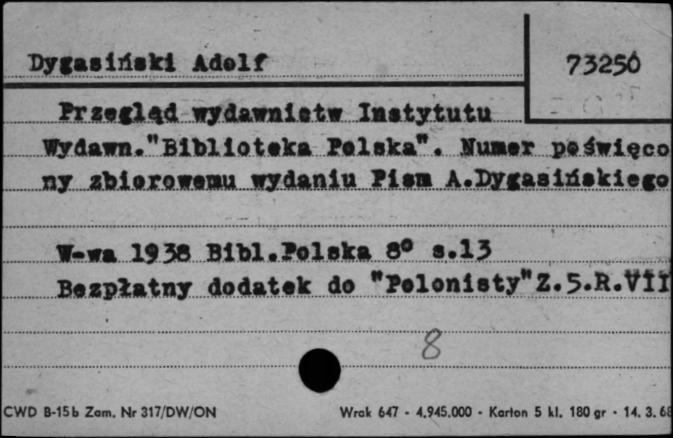 Dygasiński Adolf
73250
Przegląd wydawnictw Instytutu
Wydawn."Biblioteka Polska". Numer poświęco
ny zbiorowemu wydaniu Pism A.Dygasińskiego
W-wa 1938 Bibl.Polska 8° s.13
Bezpłatny dodatek do "Polonisty"Z.5.R.VII
8
CWD B-15b Zam. Nr 317/DW/ON
Wrak 647 - 4.945.000 - Karton 5 kl. 180 gr - 14. 3. 68